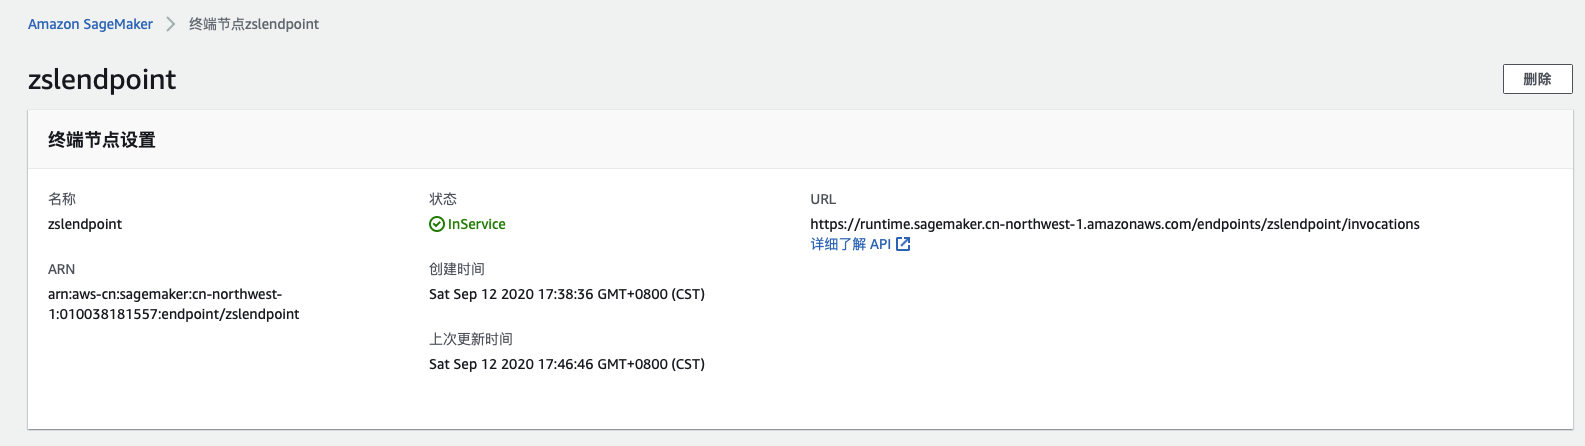 Amazon SageMaker > 终端节点zslendpoint
zslendpoint
删除
终端节点设置
名称
zslendpoint
ARN
arn:aws-cn:sagemaker:cn-northwest-
1:010038181557:endpoint/zslendpoint
状态
InService
创建时间
Sat Sep 12 2020 17:38:36 GMT+0800 (CST)
上次更新时间
Sat Sep 12 2020 17:46:46 GMT+0800 (CST)
URL
https://runtime.sagemaker.cn-northwest-1.amazonaws.com/endpoints/zslendpoint/invocations
详细了解 API